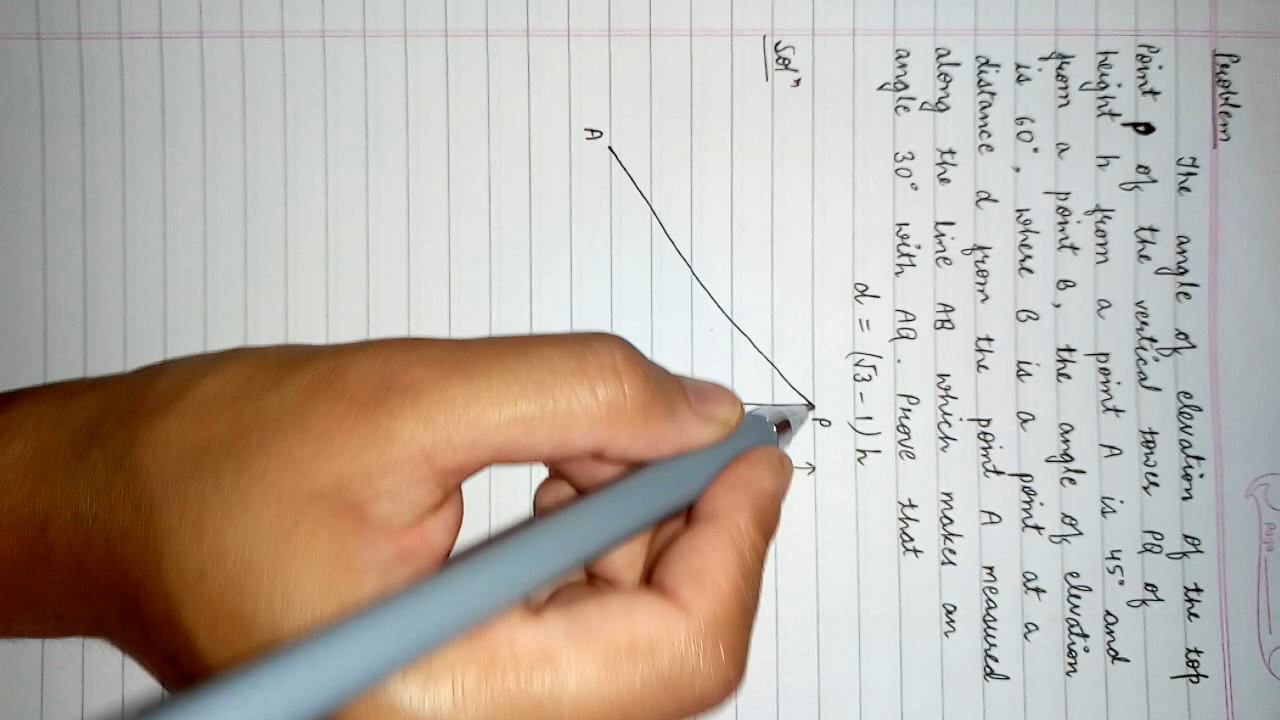 Page
Problem
The angle of elevation of the top
Point P of the vertical tower PQ of
height h from a point A is 45° and
from a point B, the angle of elevation
is 60°, where B is a point at a
distance d from the point A measured
along the line AB which makes an
angle 30° with AQ. Prove that
d = (√3 - 1) h
Solⁿ
P
A